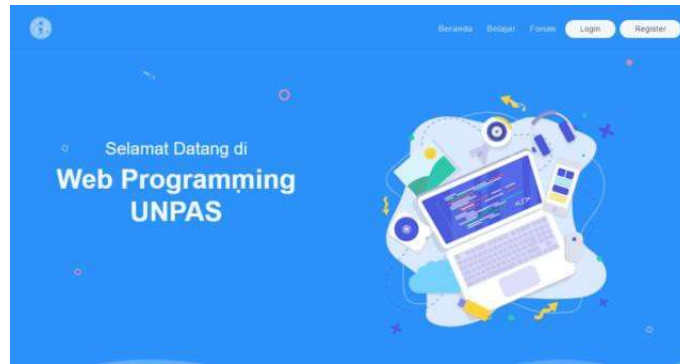 Beranda Belajar Forum Login Register
Selamat Datang di
Web Programming
UNPAS